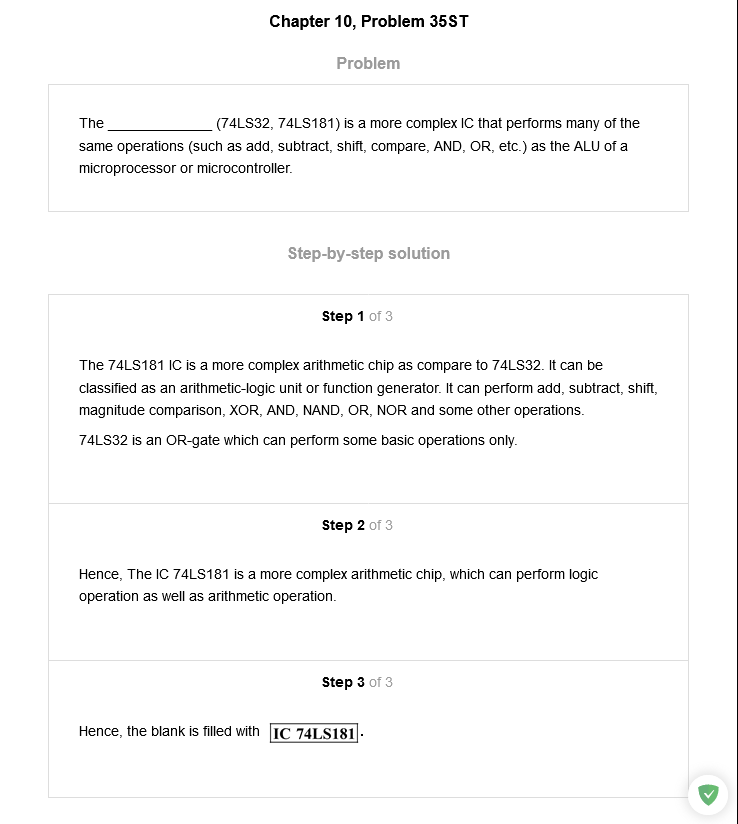 Chapter 10, Problem 35ST
Problem
The ______________ (74LS32, 74LS181) is a more complex IC that performs many of the
same operations (such as add, subtract, shift, compare, AND, OR, etc.) as the ALU of a
microprocessor or microcontroller.
Step-by-step solution
Step 1 of 3
The 74LS181 IC is a more complex arithmetic chip as compare to 74LS32. It can be
classified as an arithmetic-logic unit or function generator. It can perform add, subtract, shift,
magnitude comparison, XOR, AND, NAND, OR, NOR and some other operations.
74LS32 is an OR-gate which can perform some basic operations only.
Step 2 of 3
Hence, The IC 74LS181 is a more complex arithmetic chip, which can perform logic
operation as well as arithmetic operation.
Step 3 of 3
Hence, the blank is filled with IC 74LS181.